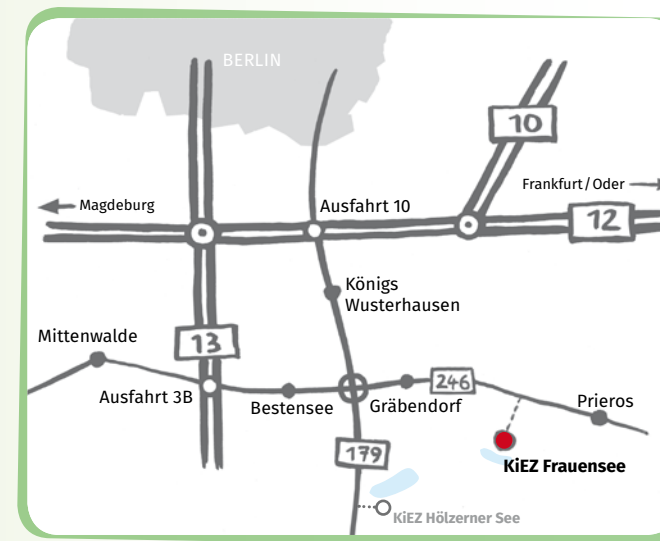 BERLIN
10
Frankfurt / Oder
Magdeburg
Ausfahrt 10
12
Königs
Wusterhausen
Mittenwalde
13
246
Ausfahrt 3B
Bestensee
Gräbendorf
Prieros
179
KiEZ Frauensee
KiEZ Hölzerner See